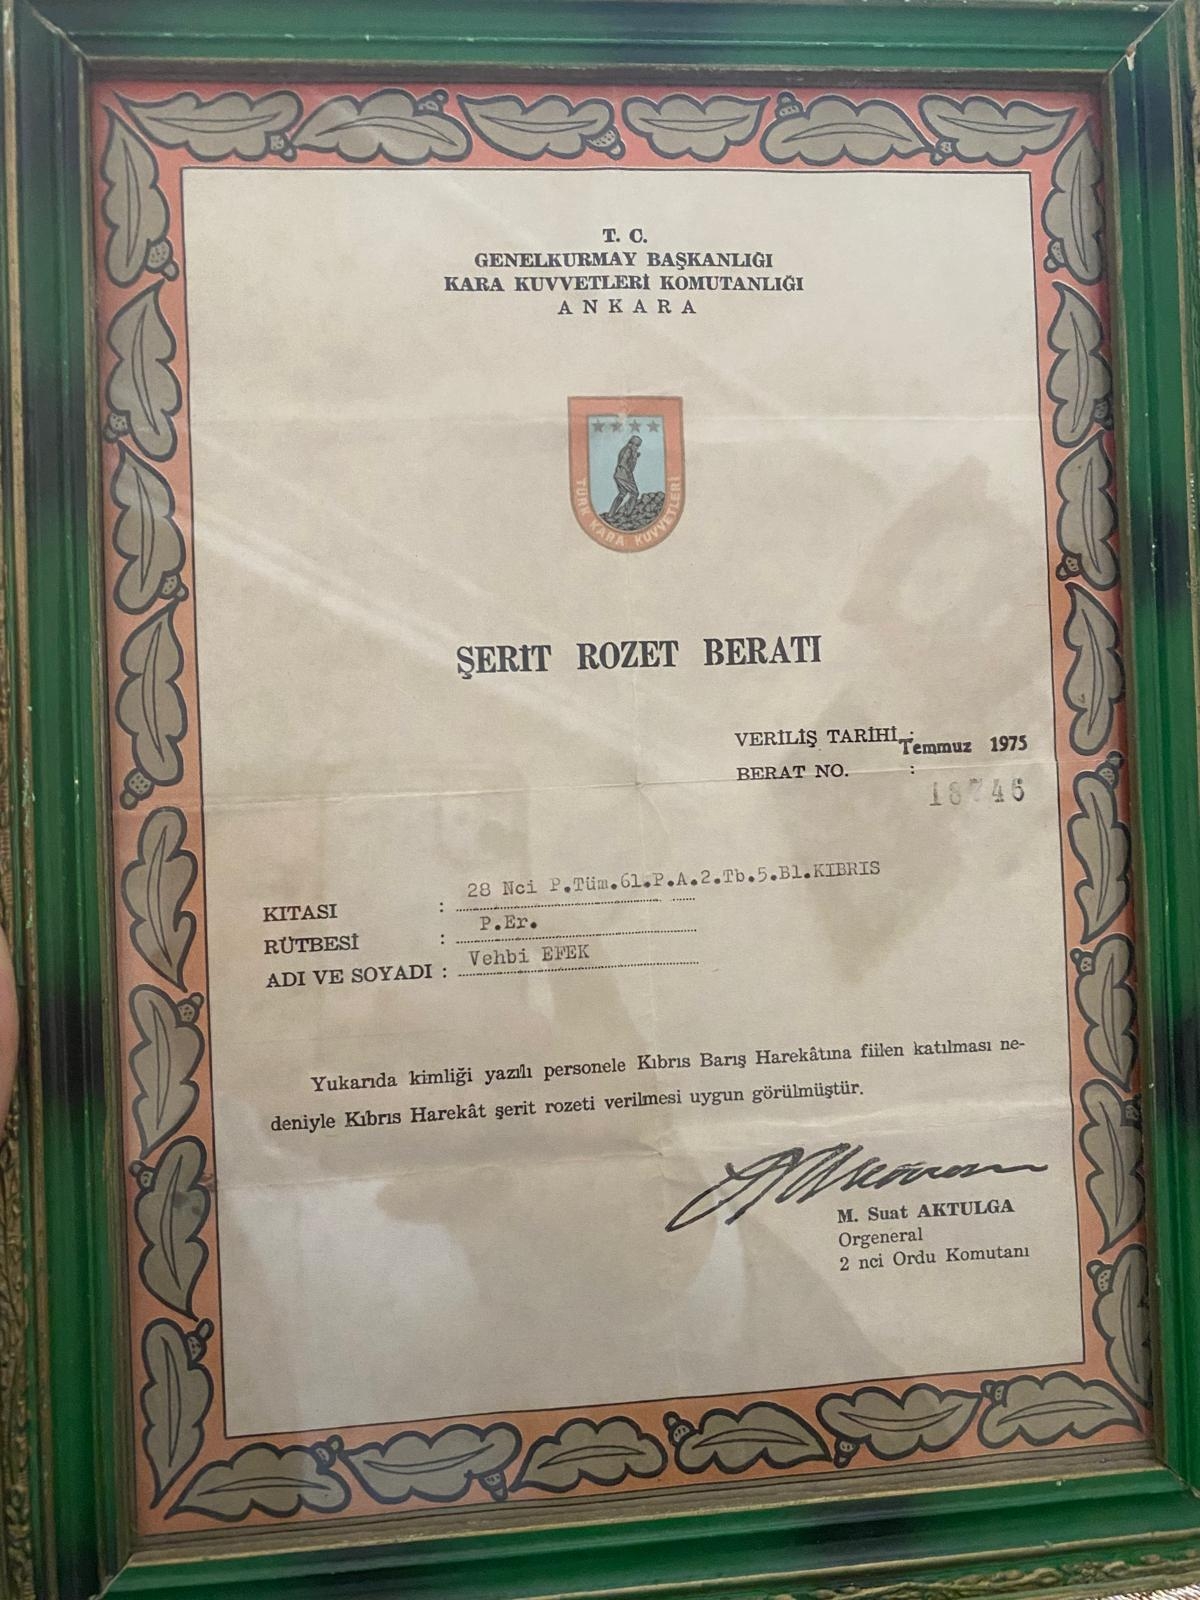 T. C.
GENELKURMAY BAŞKANLIĞI
KARA KUVVETLERİ KOMUTANLIĞI
ANKARA
TÜRK KARA KUVVETLERİ
ŞERİT ROZET BERATI
VERİLİŞ TARİHİ : Temmuz 1975
BERAT NO. :
28 Nci P.Tüm.61.P.A.2.Tb.5.Bl.KIBRIS
KITASI :
RÜTBESİ : P.Er.
ADI VE SOYADI : Vehbi EFEK
Yukarıda kimliği yazılı personele Kıbrıs Barış Harekâtına fiilen katılması ne-
deniyle Kıbrıs Harekât şerit rozeti verilmesi uygun görülmüştür.
M. Suat AKTULGA
Orgeneral
2 nci Ordu Komutanı